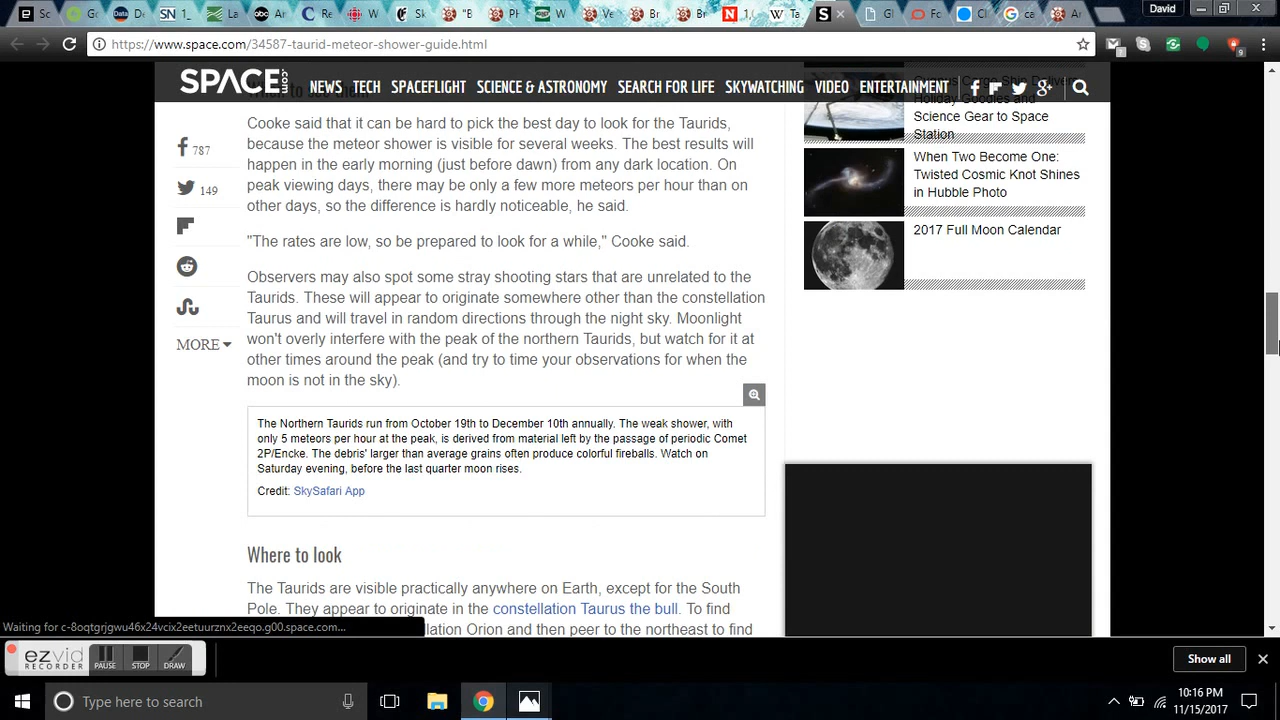 David
https://www.space.com/34587-taurid-meteor-shower-guide.html
SPACE.COM NEWS TECH SPACEFLIGHT SCIENCE & ASTRONOMY SEARCH FOR LIFE SKYWATCHING VIDEO ENTERTAINMENT
787
149
MORE
Cooke said that it can be hard to pick the best day to look for the Taurids,
because the meteor shower is visible for several weeks. The best results will
happen in the early morning (just before dawn) from any dark location. On
peak viewing days, there may be only a few more meteors per hour than on
other days, so the difference is hardly noticeable, he said.
"The rates are low, so be prepared to look for a while," Cooke said.
Observers may also spot some stray shooting stars that are unrelated to the
Taurids. These will appear to originate somewhere other than the constellation
Taurus and will travel in random directions through the night sky. Moonlight
won't overly interfere with the peak of the northern Taurids, but watch for it at
other times around the peak (and try to time your observations for when the
moon is not in the sky).
The Northern Taurids run from October 19th to December 10th annually. The weak shower, with
only 5 meteors per hour at the peak, is derived from material left by the passage of periodic Comet
2P/Encke. The debris' larger than average grains often produce colorful fireballs. Watch on
Saturday evening, before the last quarter moon rises.
Credit: SkySafari App
Where to look
The Taurids are visible practically anywhere on Earth, except for the South
Pole. They appear to originate in the constellation Taurus the bull. To find
ellation Orion and then peer to the northeast to find
Cygnus Cargo Ship Delivers
Holiday Goodies and
Science Gear to Space
Station
When Two Become One:
Twisted Cosmic Knot Shines
in Hubble Photo
2017 Full Moon Calendar
Waiting for c-8oqtgrjgwu46x24vcix2eetuurznx2eeqo.g00.space.com...
ezvid
RECORDER
PAUSE STOP DRAW
Show all
Type here to search
10:16 PM
11/15/2017